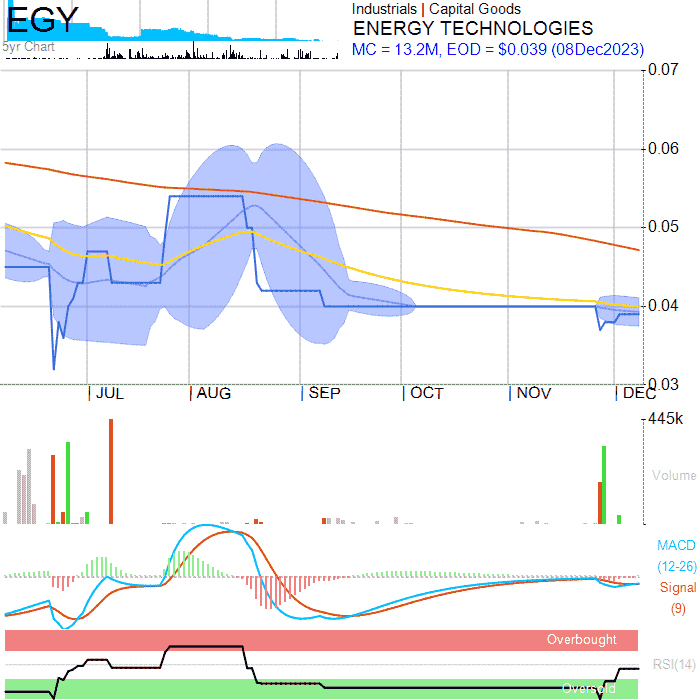 EGY
5yr Chart
Industrials | Capital Goods
ENERGY TECHNOLOGIES
MC = 13.2M, EOD = $0.039 (08Dec2023)
0.07
0.06
0.05
0.04
0.03
JUL AUG SEP OCT NOV DEC
445k
Volume
MACD
(12-26)
Signal
(9)
Overbought
RSI(14)
Oversold